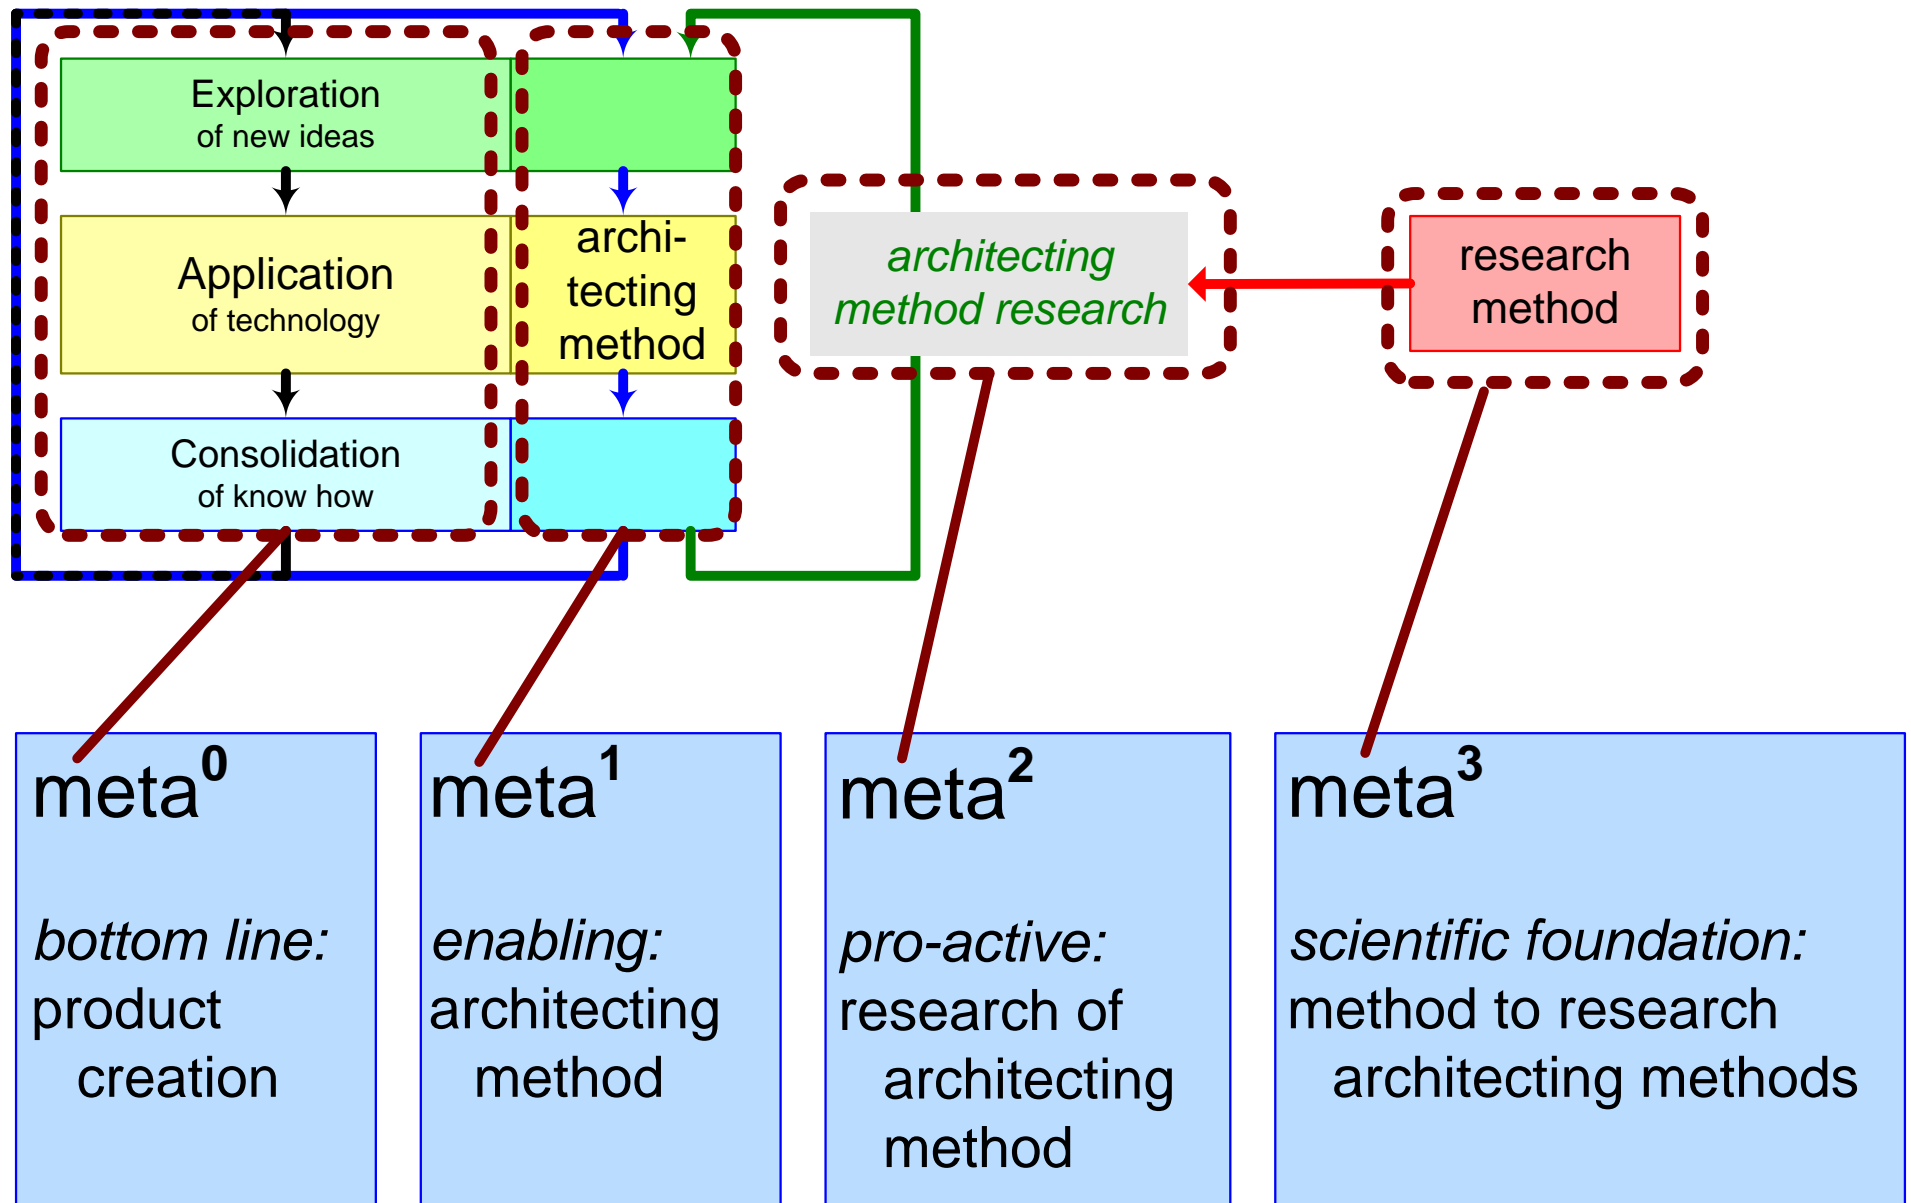 Exploration
of new ideas
Application
of technology
archi-
tecting
method
Consolidation
of know how
architecting
method research
research
method
meta⁰
bottom line:
product
creation
meta¹
enabling:
architecting
method
meta²
pro-active:
research of
architecting
method
meta³
scientific foundation:
method to research
architecting methods